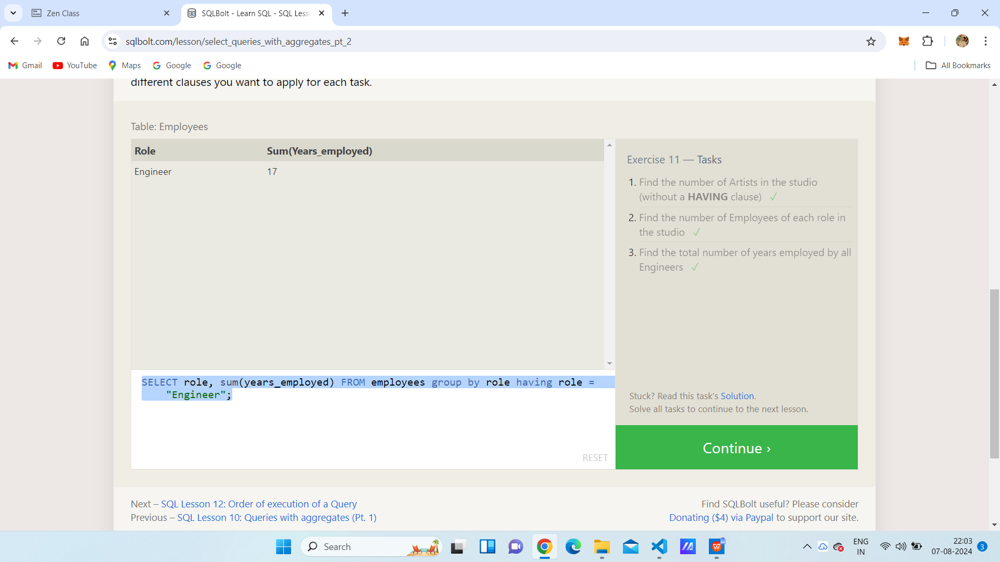 Zen Class
SQLBolt - Learn SQL - SQL Less
sqlbolt.com/lesson/select_queries_with_aggregates_pt_2
Gmail YouTube Maps Google Google All Bookmarks
different clauses you want to apply for each task.
Table: Employees
Role Sum(Years_employed)
Engineer 17
Exercise 11 — Tasks
1. Find the number of Artists in the studio
(without a HAVING clause) ✓
2. Find the number of Employees of each role in
the studio ✓
3. Find the total number of years employed by all
Engineers ✓
SELECT role, sum(years_employed) FROM employees group by role having role =
"Engineer";
RESET
Stuck? Read this task's Solution.
Solve all tasks to continue to the next lesson.
Continue ›
Next – SQL Lesson 12: Order of execution of a Query
Previous – SQL Lesson 10: Queries with aggregates (Pt. 1)
Find SQLBolt useful? Please consider
Donating ($4) via Paypal to support our site.
Search
ENG
IN
22:03
07-08-2024
3